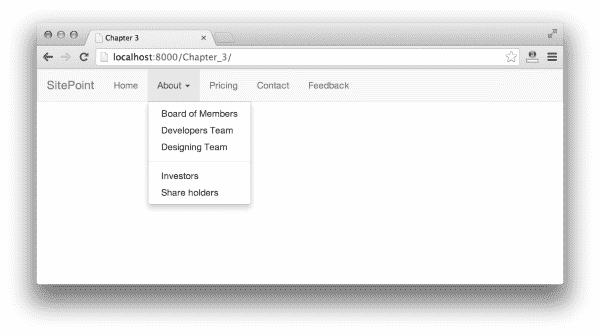 Chapter 3
localhost:8000/Chapter_3/
SitePoint Home About Pricing Contact Feedback
Board of Members
Developers Team
Designing Team
Investors
Share holders